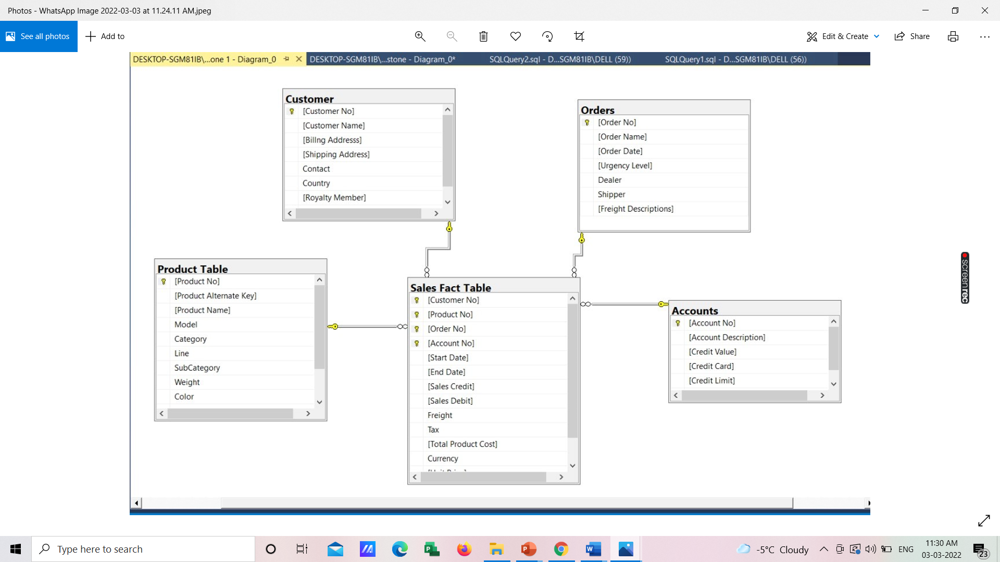 Photos - WhatsApp Image 2022-03-03 at 11.24.11 AM.jpeg
See all photos
Add to
Edit & Create
Share
DESKTOP-SGM81IB\...one 1 - Diagram_0
DESKTOP-SGM81IB\...stone - Diagram_0*
SQLQuery2.sql - D...SGM81IB\DELL (59))
SQLQuery1.sql - D...SGM81IB\DELL (56))
Customer
[Customer No]
[Customer Name]
[Billng Addresss]
[Shipping Address]
Contact
Country
[Royalty Member]
Orders
[Order No]
[Order Name]
[Order Date]
[Urgency Level]
Dealer
Shipper
[Freight Descriptions]
Product Table
[Product No]
[Product Alternate Key]
[Product Name]
Model
Category
Line
SubCategory
Weight
Color
Sales Fact Table
[Customer No]
[Product No]
[Order No]
[Account No]
[Start Date]
[End Date]
[Sales Credit]
[Sales Debit]
Freight
Tax
[Total Product Cost]
Currency
Accounts
[Account No]
[Account Description]
[Credit Value]
[Credit Card]
[Credit Limit]
screenrec
Type here to search
-5°C Cloudy
ENG
11:30 AM
03-03-2022
23